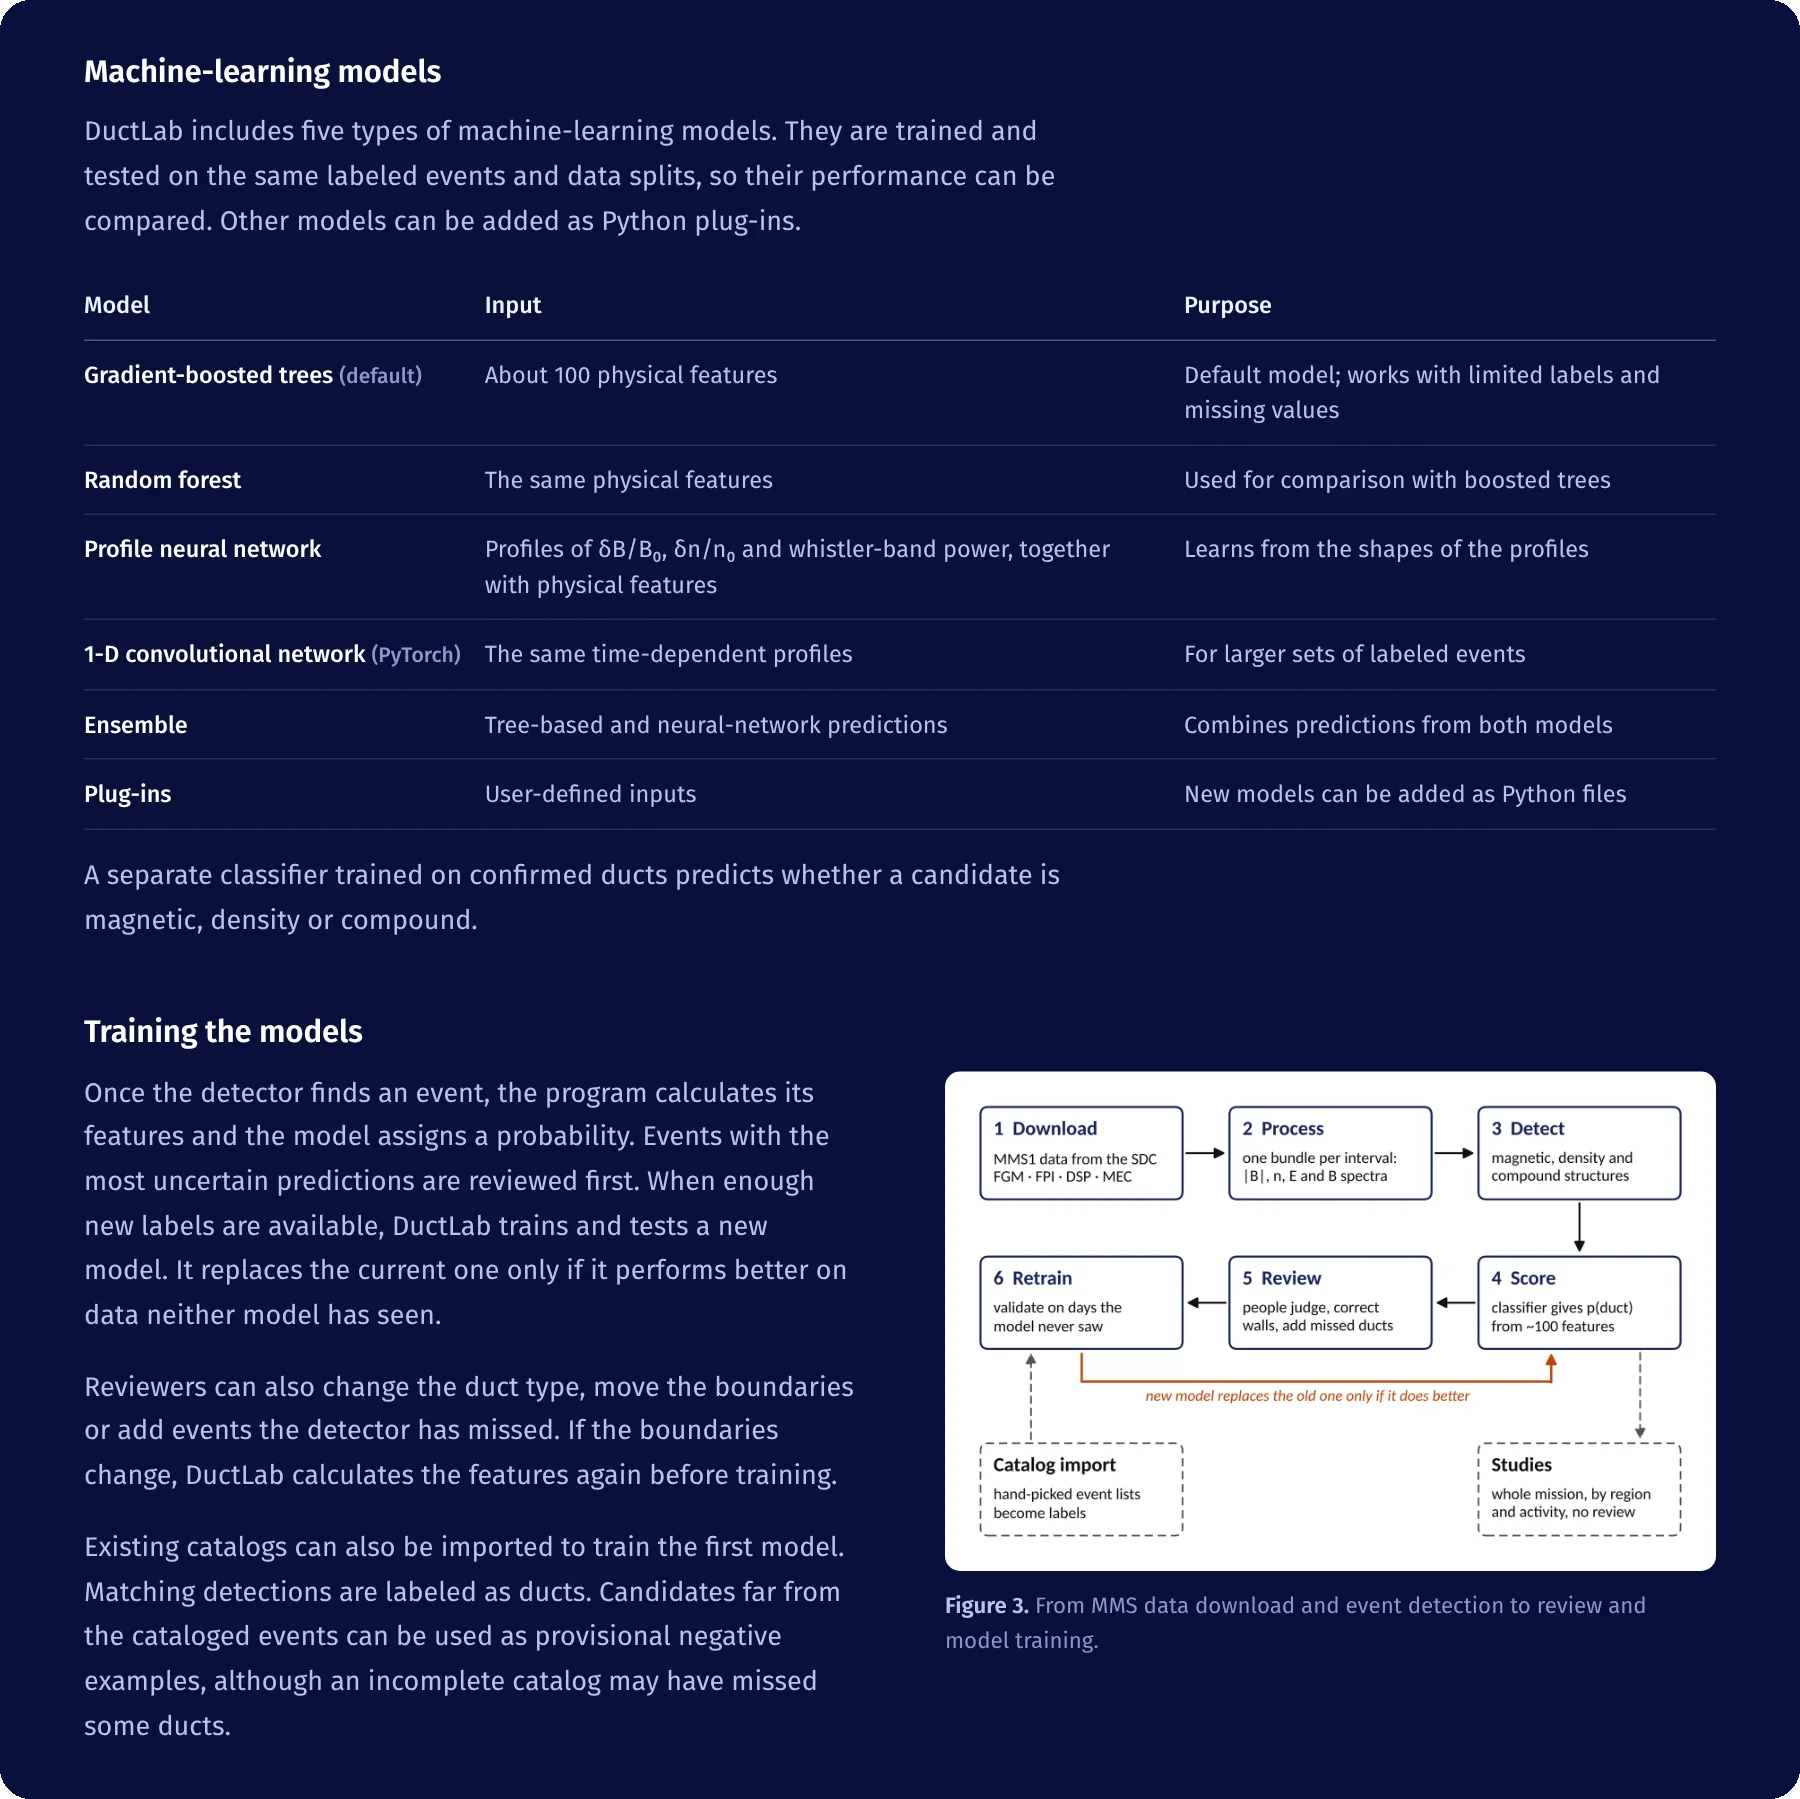 Machine-learning models
DuctLab includes five types of machine-learning models. They are trained and
tested on the same labeled events and data splits, so their performance can be
compared. Other models can be added as Python plug-ins.
Model Input Purpose
Gradient-boosted trees (default) About 100 physical features Default model; works with limited labels and
missing values
Random forest The same physical features Used for comparison with boosted trees
Profile neural network Profiles of δB/B₀, δn/n₀ and whistler-band power, together Learns from the shapes of the profiles
with physical features
1-D convolutional network (PyTorch) The same time-dependent profiles For larger sets of labeled events
Ensemble Tree-based and neural-network predictions Combines predictions from both models
Plug-ins User-defined inputs New models can be added as Python files
A separate classifier trained on confirmed ducts predicts whether a candidate is
magnetic, density or compound.
Training the models
Once the detector finds an event, the program calculates its
features and the model assigns a probability. Events with the
most uncertain predictions are reviewed first. When enough
new labels are available, DuctLab trains and tests a new
model. It replaces the current one only if it performs better on
data neither model has seen.
Reviewers can also change the duct type, move the boundaries
or add events the detector has missed. If the boundaries
change, DuctLab calculates the features again before training.
Existing catalogs can also be imported to train the first model.
Matching detections are labeled as ducts. Candidates far from
the cataloged events can be used as provisional negative
examples, although an incomplete catalog may have missed
some ducts.
1 Download
MMS1 data from the SDC
FGM · FPI · DSP · MEC
2 Process
one bundle per interval:
|B|, n, E and B spectra
3 Detect
magnetic, density and
compound structures
4 Score
classifier gives p(duct)
from ~100 features
5 Review
people judge, correct
walls, add missed ducts
6 Retrain
validate on days the
model never saw
new model replaces the old one only if it does better
Catalog import
hand-picked event lists
become labels
Studies
whole mission, by region
and activity, no review
Figure 3. From MMS data download and event detection to review and
model training.